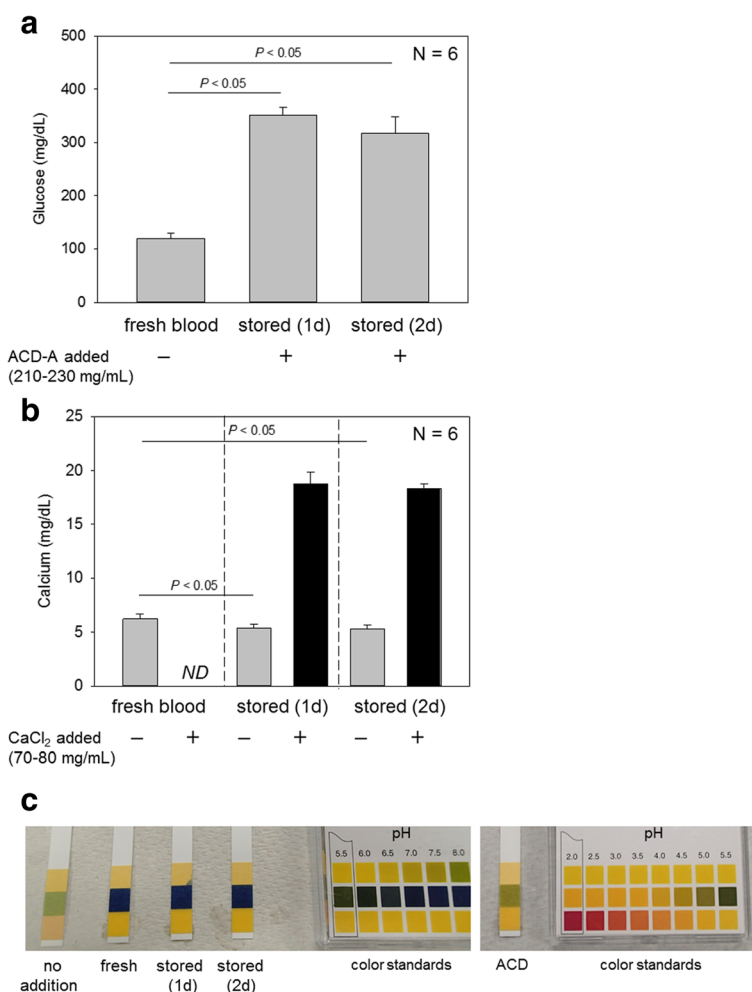 a
500
400
300
200
100
0
Glucose (mg/dL)
N = 6
P < 0.05
P < 0.05
fresh blood stored (1d) stored (2d)
ACD-A added − + +
(210-230 mg/mL)
b
25
20
15
10
5
0
Calcium (mg/dL)
N = 6
P < 0.05
P < 0.05
ND
fresh blood stored (1d) stored (2d)
CaCl₂ added − + − + − +
(70-80 mg/mL)
c
pH
5.5 6.0 6.5 7.0 7.5 8.0
pH
2.0 2.5 3.0 3.5 4.0 4.5 5.0 5.5
no addition
fresh
stored (1d)
stored (2d)
color standards
ACD
color standards